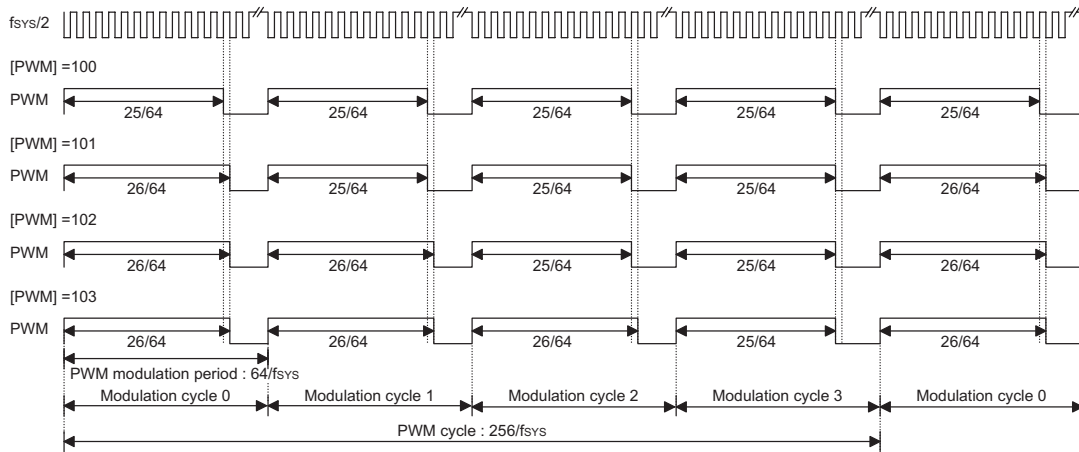 fSYS/2
[PWM] =100
PWM
25/64 25/64 25/64 25/64 25/64
[PWM] =101
PWM
26/64 25/64 25/64 25/64 26/64
[PWM] =102
PWM
26/64 26/64 25/64 25/64 26/64
[PWM] =103
PWM
26/64 26/64 26/64 25/64 26/64
PWM modulation period : 64/fSYS
Modulation cycle 0 Modulation cycle 1 Modulation cycle 2 Modulation cycle 3 Modulation cycle 0
PWM cycle : 256/fSYS